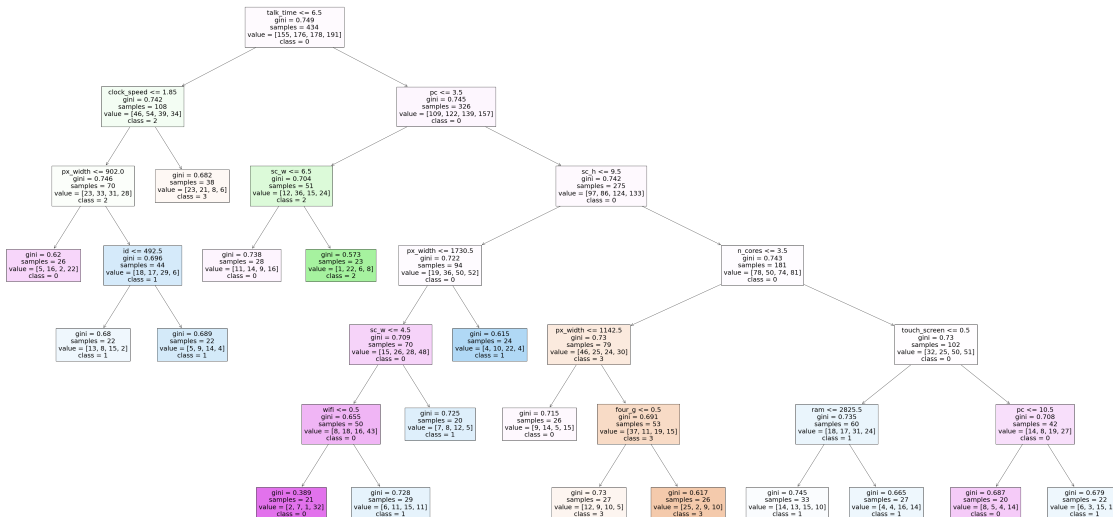 talk_time <= 6.5
gini = 0.749
samples = 434
value = [155, 176, 178, 191]
class = 0
clock_speed <= 1.85
gini = 0.742
samples = 108
value = [46, 54, 39, 34]
class = 2
pc <= 3.5
gini = 0.745
samples = 326
value = [109, 122, 139, 157]
class = 0
px_width <= 902.0
gini = 0.746
samples = 70
value = [23, 33, 31, 28]
class = 2
gini = 0.682
samples = 38
value = [23, 21, 8, 6]
class = 3
sc_w <= 6.5
gini = 0.704
samples = 51
value = [12, 36, 15, 24]
class = 2
sc_h <= 9.5
gini = 0.742
samples = 275
value = [97, 86, 124, 133]
class = 0
gini = 0.62
samples = 26
value = [5, 16, 2, 22]
class = 0
id <= 492.5
gini = 0.696
samples = 44
value = [18, 17, 29, 6]
class = 1
gini = 0.738
samples = 28
value = [11, 14, 9, 16]
class = 0
gini = 0.573
samples = 23
value = [1, 22, 6, 8]
class = 2
px_width <= 1730.5
gini = 0.722
samples = 94
value = [19, 36, 50, 52]
class = 0
n_cores <= 3.5
gini = 0.743
samples = 181
value = [78, 50, 74, 81]
class = 0
gini = 0.68
samples = 22
value = [13, 8, 15, 2]
class = 1
gini = 0.689
samples = 22
value = [5, 9, 14, 4]
class = 1
sc_w <= 4.5
gini = 0.709
samples = 70
value = [15, 26, 28, 48]
class = 0
gini = 0.615
samples = 24
value = [4, 10, 22, 4]
class = 1
px_width <= 1142.5
gini = 0.73
samples = 79
value = [46, 25, 24, 30]
class = 3
touch_screen <= 0.5
gini = 0.73
samples = 102
value = [32, 25, 50, 51]
class = 0
wifi <= 0.5
gini = 0.655
samples = 50
value = [8, 18, 16, 43]
class = 0
gini = 0.725
samples = 20
value = [7, 8, 12, 5]
class = 1
gini = 0.715
samples = 26
value = [9, 14, 5, 15]
class = 0
four_g <= 0.5
gini = 0.691
samples = 53
value = [37, 11, 19, 15]
class = 3
ram <= 2825.5
gini = 0.735
samples = 60
value = [18, 17, 31, 24]
class = 1
pc <= 10.5
gini = 0.708
samples = 42
value = [14, 8, 19, 27]
class = 0
gini = 0.389
samples = 21
value = [2, 7, 1, 32]
class = 0
gini = 0.728
samples = 29
value = [6, 11, 15, 11]
class = 1
gini = 0.73
samples = 27
value = [12, 9, 10, 5]
class = 3
gini = 0.617
samples = 26
value = [25, 2, 9, 10]
class = 3
gini = 0.745
samples = 33
value = [14, 13, 15, 10]
class = 1
gini = 0.665
samples = 27
value = [4, 4, 16, 14]
class = 1
gini = 0.687
samples = 20
value = [8, 5, 4, 14]
class = 0
gini = 0.679
samples = 22
value = [6, 3, 15,
class = 1